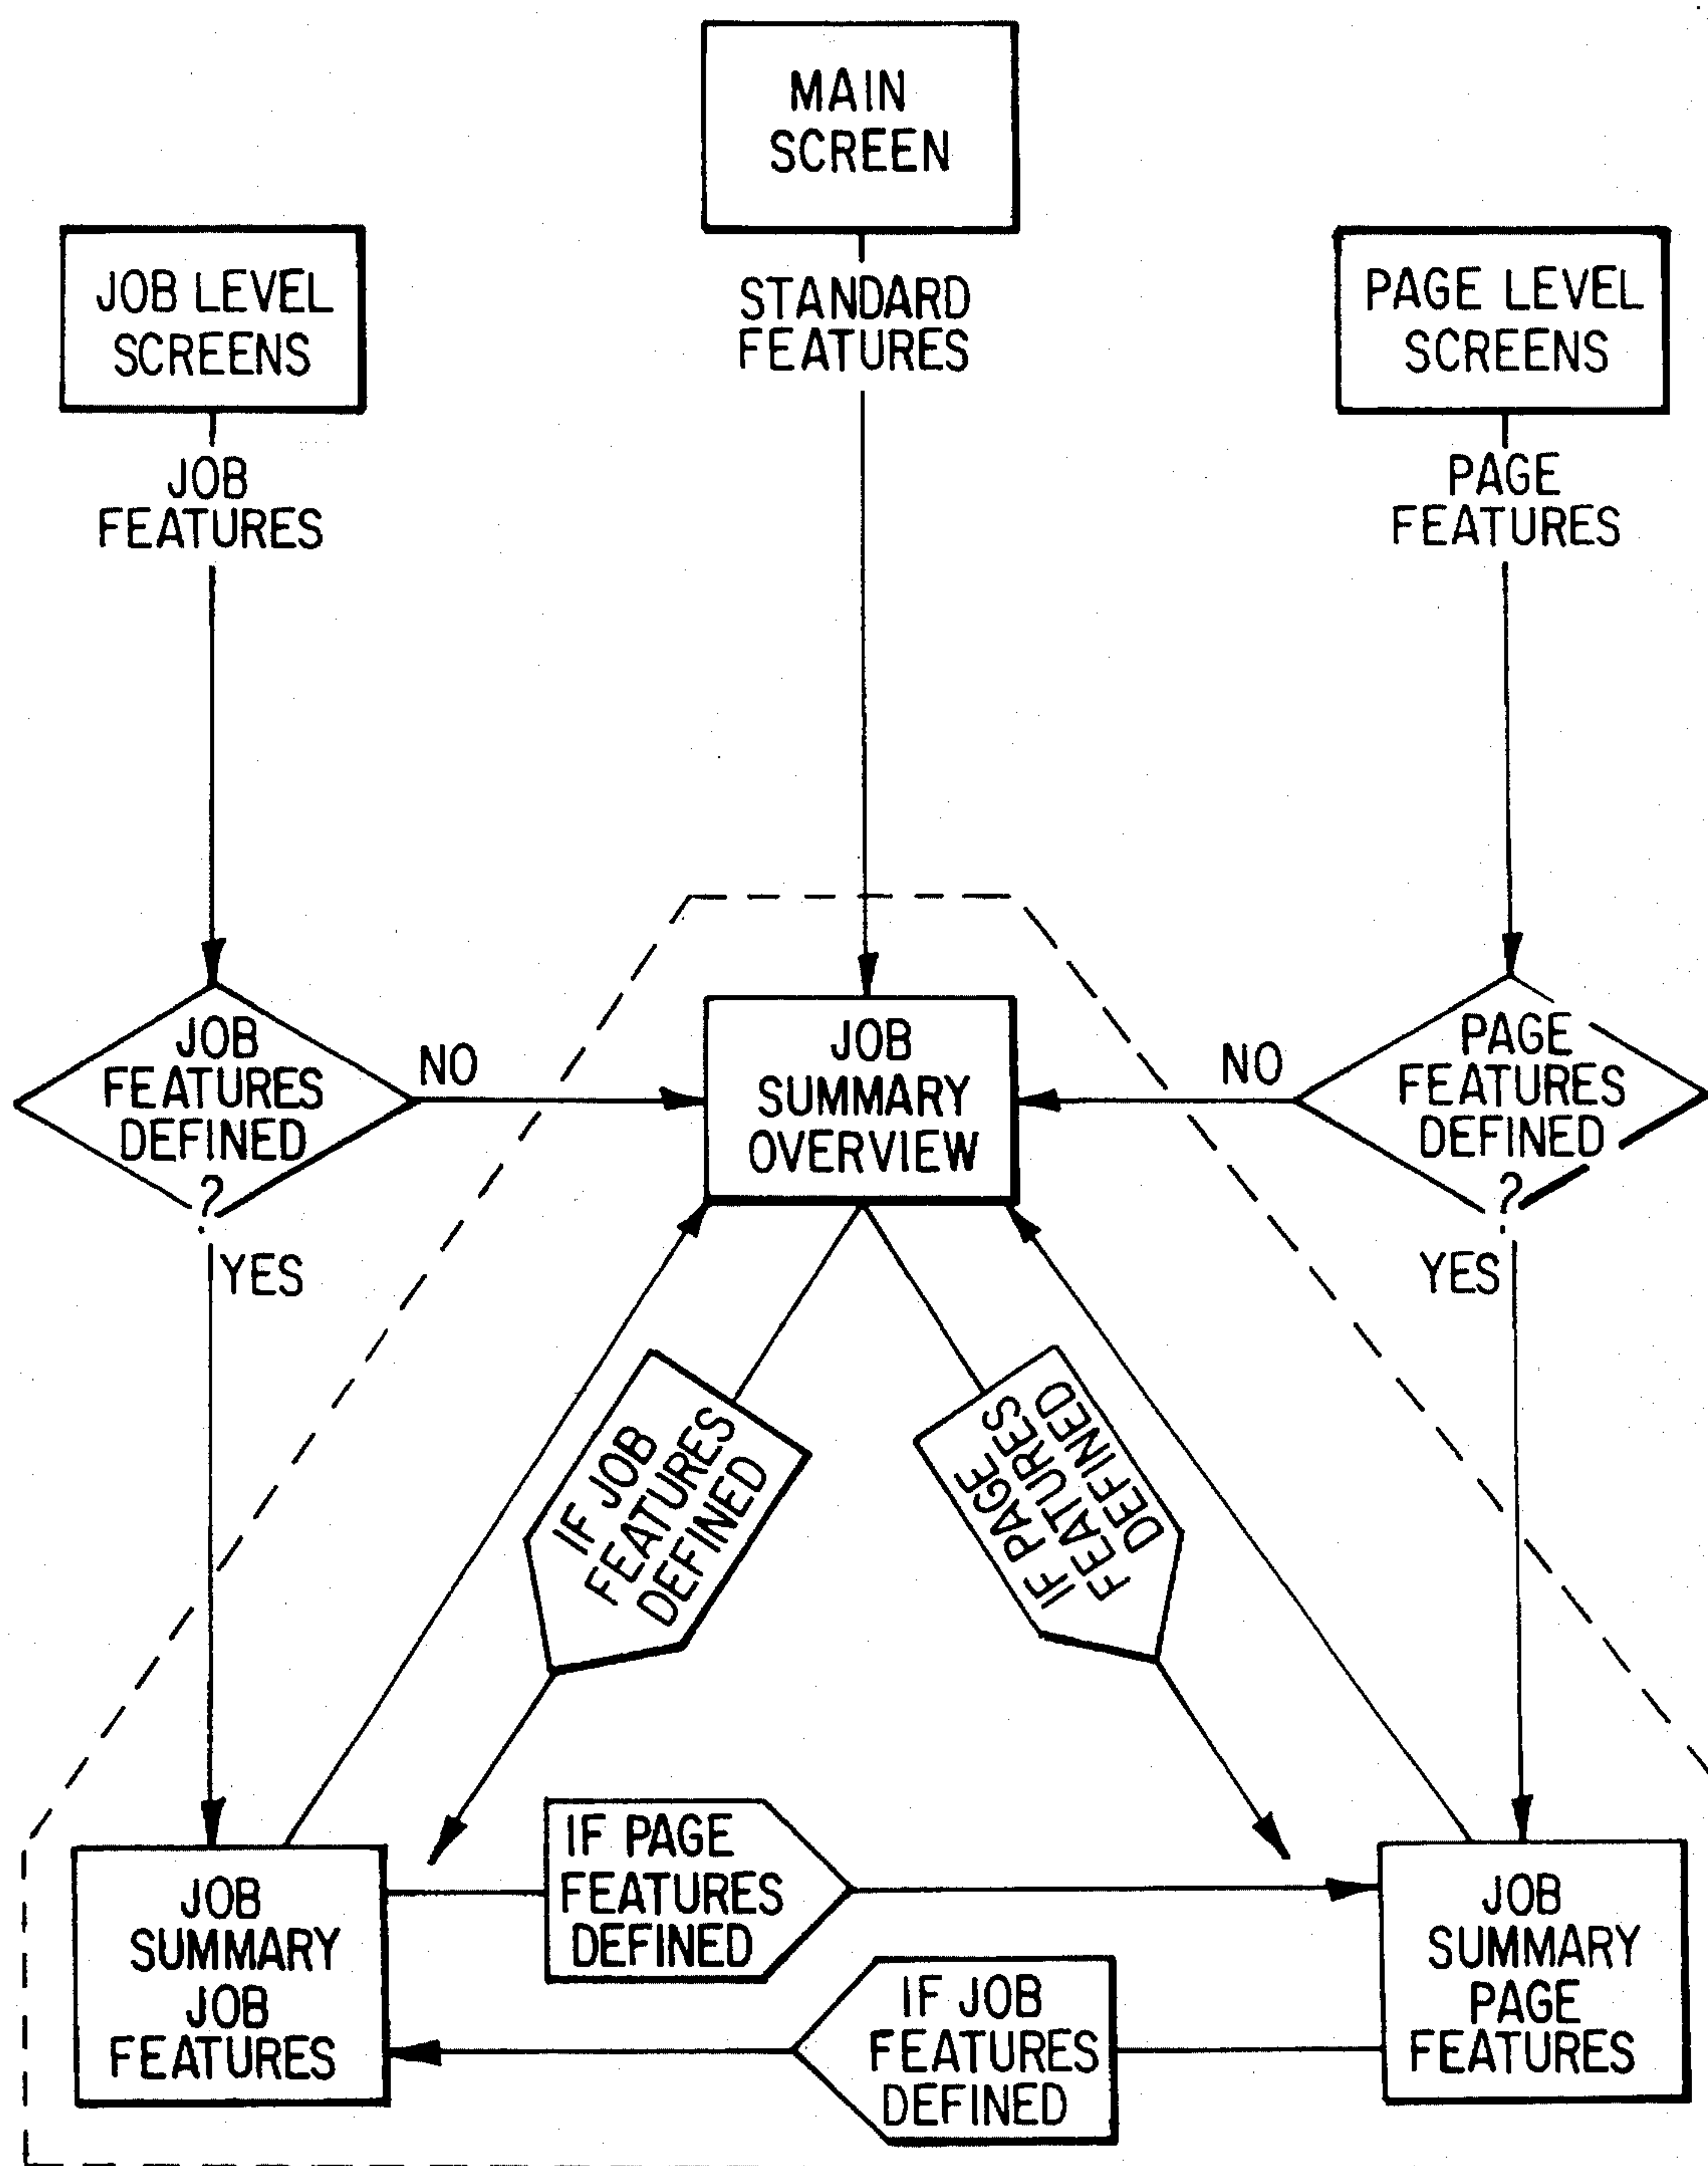 MAIN
SCREEN
JOB LEVEL
SCREENS
STANDARD
FEATURES
PAGE LEVEL
SCREENS
JOB
FEATURES
PAGE
FEATURES
JOB
FEATURES
DEFINED
?
NO
JOB
SUMMARY
OVERVIEW
NO
PAGE
FEATURES
DEFINED
?
YES
YES
IF JOB
FEATURES
DEFINED
IF PAGE
FEATURES
DEFINED
IF PAGE
FEATURES
DEFINED
JOB
SUMMARY
JOB
FEATURES
IF JOB
FEATURES
DEFINED
JOB
SUMMARY
PAGE
FEATURES